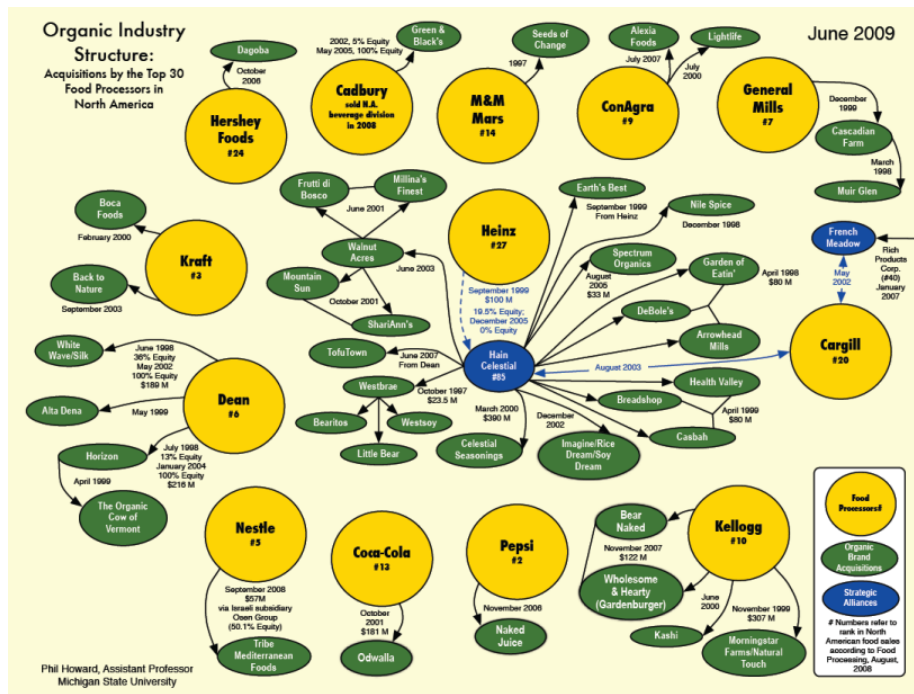 Organic Industry
Structure:
Acquisitions by the Top 30
Food Processors in
North America
June 2009
Dagoba
October
2006
Hershey
Foods
#24
2002, 5% Equity
May 2005, 100% Equity
Green &
Black's
Cadbury
sold N.A.
beverage division
in 2008
Seeds of
Change
1997
M&M
Mars
#14
Alexia
Foods
July 2007
Lightlife
July
2000
ConAgra
#9
General
Mills
#7
December
1999
Cascadian
Farm
March
1998
Muir Glen
Boca
Foods
February 2000
Kraft
#3
Back to
Nature
September 2003
Frutti di
Bosco
Millina's
Finest
June 2001
Walnut
Acres
June 2003
Mountain
Sun
October 2001
ShariAnn's
Heinz
#27
September 1999
$100 M
19.5% Equity;
December 2005
0% Equity
Earth's Best
September 1999
From Heinz
Nile Spice
December 1998
Spectrum
Organics
August
2005
$33 M
Garden of
Eatin'
April 1998
$80 M
DeBole's
Arrowhead
Mills
French
Meadow
Rich
Products
Corp.
(#40)
January
2007
May
2002
Cargill
#20
August 2003
Hain
Celestial
#85
TofuTown
June 2007
From Dean
Westbrae
October 1997
$23.5 M
Bearitos
Westsoy
Little Bear
March 2000
$390 M
Celestial
Seasonings
December
2002
Imagine/Rice
Dream/Soy
Dream
Health Valley
Breadshop
April 1999
$80 M
Casbah
White
Wave/Silk
June 1998
36% Equity
May 2002
100% Equity
$189 M
Dean
#6
Alta Dena
May 1999
Horizon
July 1998
13% Equity
January 2004
100% Equity
$216 M
April 1999
The Organic
Cow of
Vermont
Nestle
#5
September 2008
$57M
via Israeli subsidiary
Osen Group
(50.1% Equity)
Tribe
Mediterranean
Foods
Coca-Cola
#13
October
2001
$181 M
Odwalla
Pepsi
#2
November 2006
Naked
Juice
Bear
Naked
November 2007
$122 M
Kellogg
#10
Wholesome
& Hearty
(Gardenburger)
June
2000
Kashi
November 1999
$307 M
Morningstar
Farms/Natural
Touch
Food
Processors#
Organic
Brand
Acquisitions
Strategic
Alliances
# Numbers refer to
rank in North
American food sales
according to Food
Processing, August,
2008
Phil Howard, Assistant Professor
Michigan State University